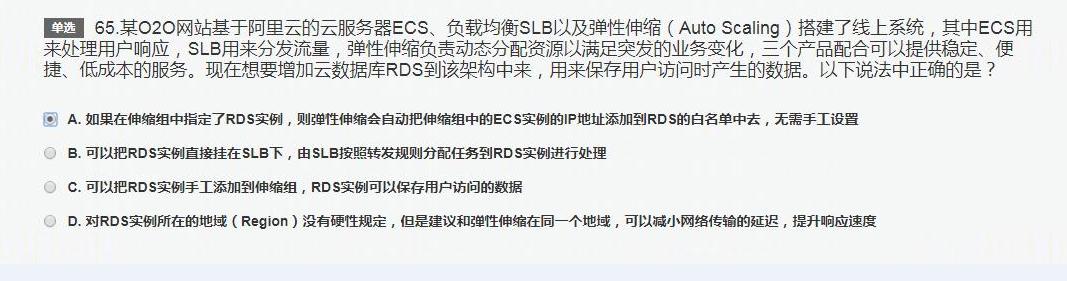 单选 65.某O2O网站基于阿里云的云服务器ECS、负载均衡SLB以及弹性伸缩（Auto Scaling）搭建了线上系统，其中ECS用
来处理用户响应，SLB用来分发流量，弹性伸缩负责动态分配资源以满足突发的业务变化，三个产品配合可以提供稳定、便
捷、低成本的服务。现在想要增加云数据库RDS到该架构中来，用来保存用户访问时产生的数据。以下说法中正确的是？
A. 如果在伸缩组中指定了RDS实例，则弹性伸缩会自动把伸缩组中的ECS实例的IP地址添加到RDS的白名单中去，无需手工设置
B. 可以把RDS实例直接挂在SLB下，由SLB按照转发规则分配任务到RDS实例进行处理
C. 可以把RDS实例手工添加到伸缩组，RDS实例可以保存用户访问的数据
D. 对RDS实例所在的地域（Region）没有硬性规定，但是建议和弹性伸缩在同一个地域，可以减小网络传输的延迟，提升响应速度